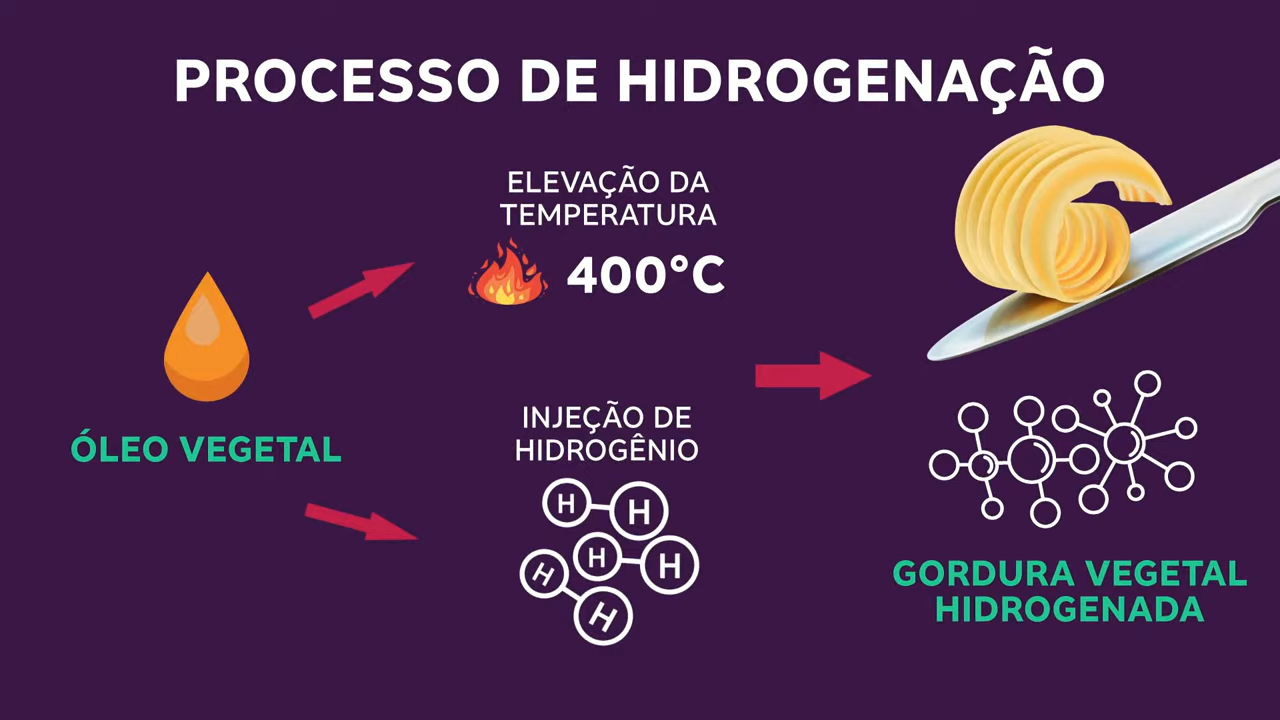 PROCESSO DE HIDROGENAÇÃO
ELEVAÇÃO DA
TEMPERATURA
400°C
ÓLEO VEGETAL
INJEÇÃO DE
HIDROGÊNIO
H H
H H
H
H
GORDURA VEGETAL
HIDROGENADA